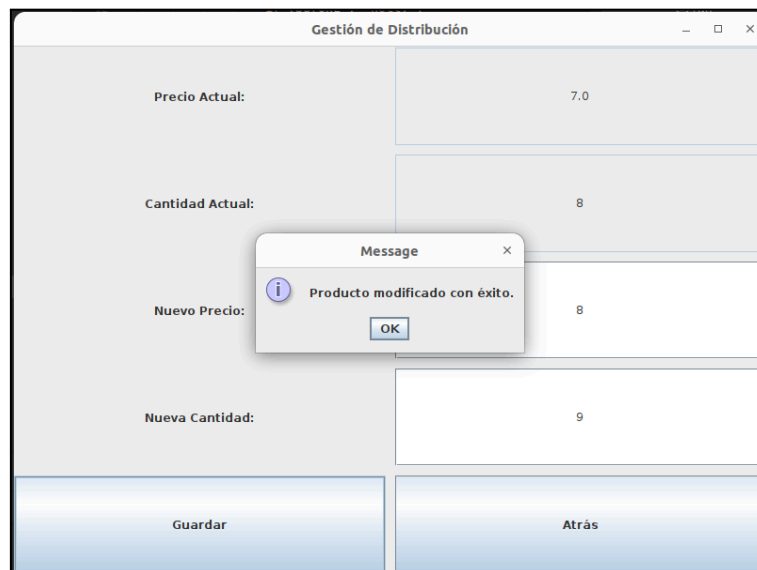 Gestión de Distribución
Precio Actual:
7.0
Cantidad Actual:
8
Message
Producto modificado con éxito.
OK
Nuevo Precio:
8
Nueva Cantidad:
9
Guardar
Atrás